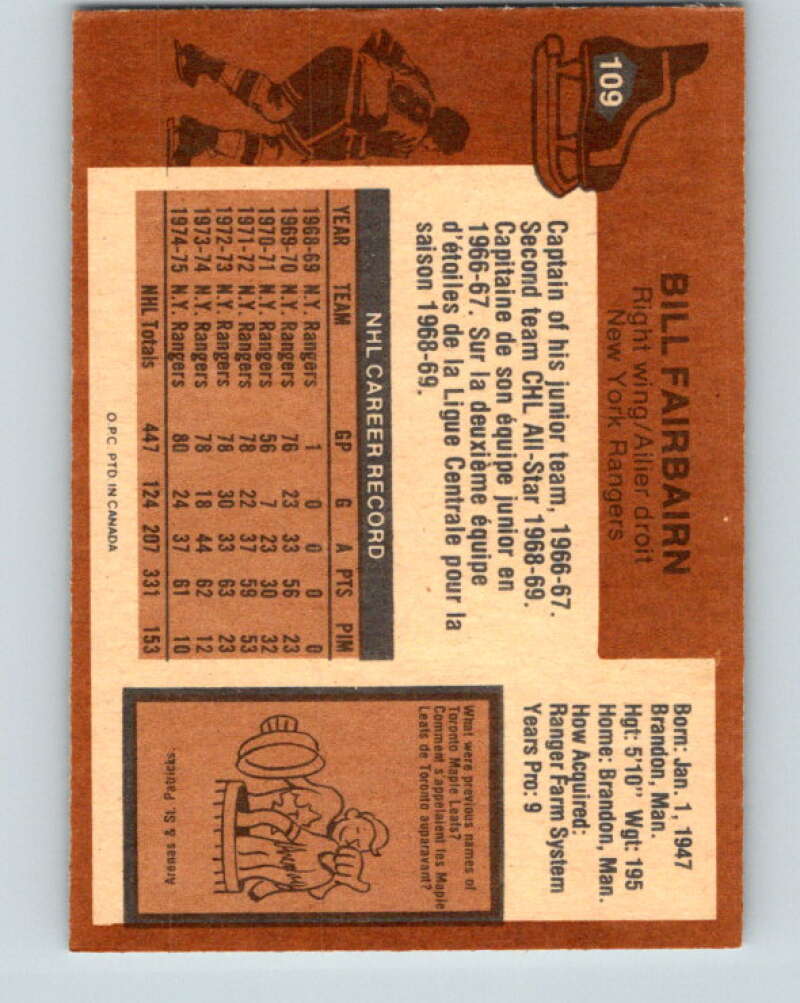 109
BILL FAIRBAIRN
Right wing/Ailier droit
New York Rangers
Born: Jan. 1, 1947
Brandon, Man.
Hgt: 5'10" Wgt: 195
Home: Brandon, Man.
How Acquired:
Ranger Farm System
Years Pro: 9
Captain of his junior team, 1966-67.
Second team CHL All-Star 1968-69.
Capitaine de son équipe junior en
1966-67. Sur la deuxième équipe
d'étoiles de la Ligue Centrale pour la
saison 1968-69.
NHL CAREER RECORD
YEAR TEAM GP G A PTS PIM
1968-69 N.Y. Rangers 1 0 0 0 0
1969-70 N.Y. Rangers 76 23 33 56 23
1970-71 N.Y. Rangers 56 7 23 30 32
1971-72 N.Y. Rangers 78 22 37 59 53
1972-73 N.Y. Rangers 78 30 33 63 23
1973-74 N.Y. Rangers 78 18 44 62 12
1974-75 N.Y. Rangers 80 24 37 61 10
NHL Totals 447 124 207 331 153
What were previous names of
Toronto Maple Leafs?
Comment s'appelaient les Maple
Leafs de Toronto auparavant?
Arenas & St. Patricks.
O.P.C. PTD IN CANADA